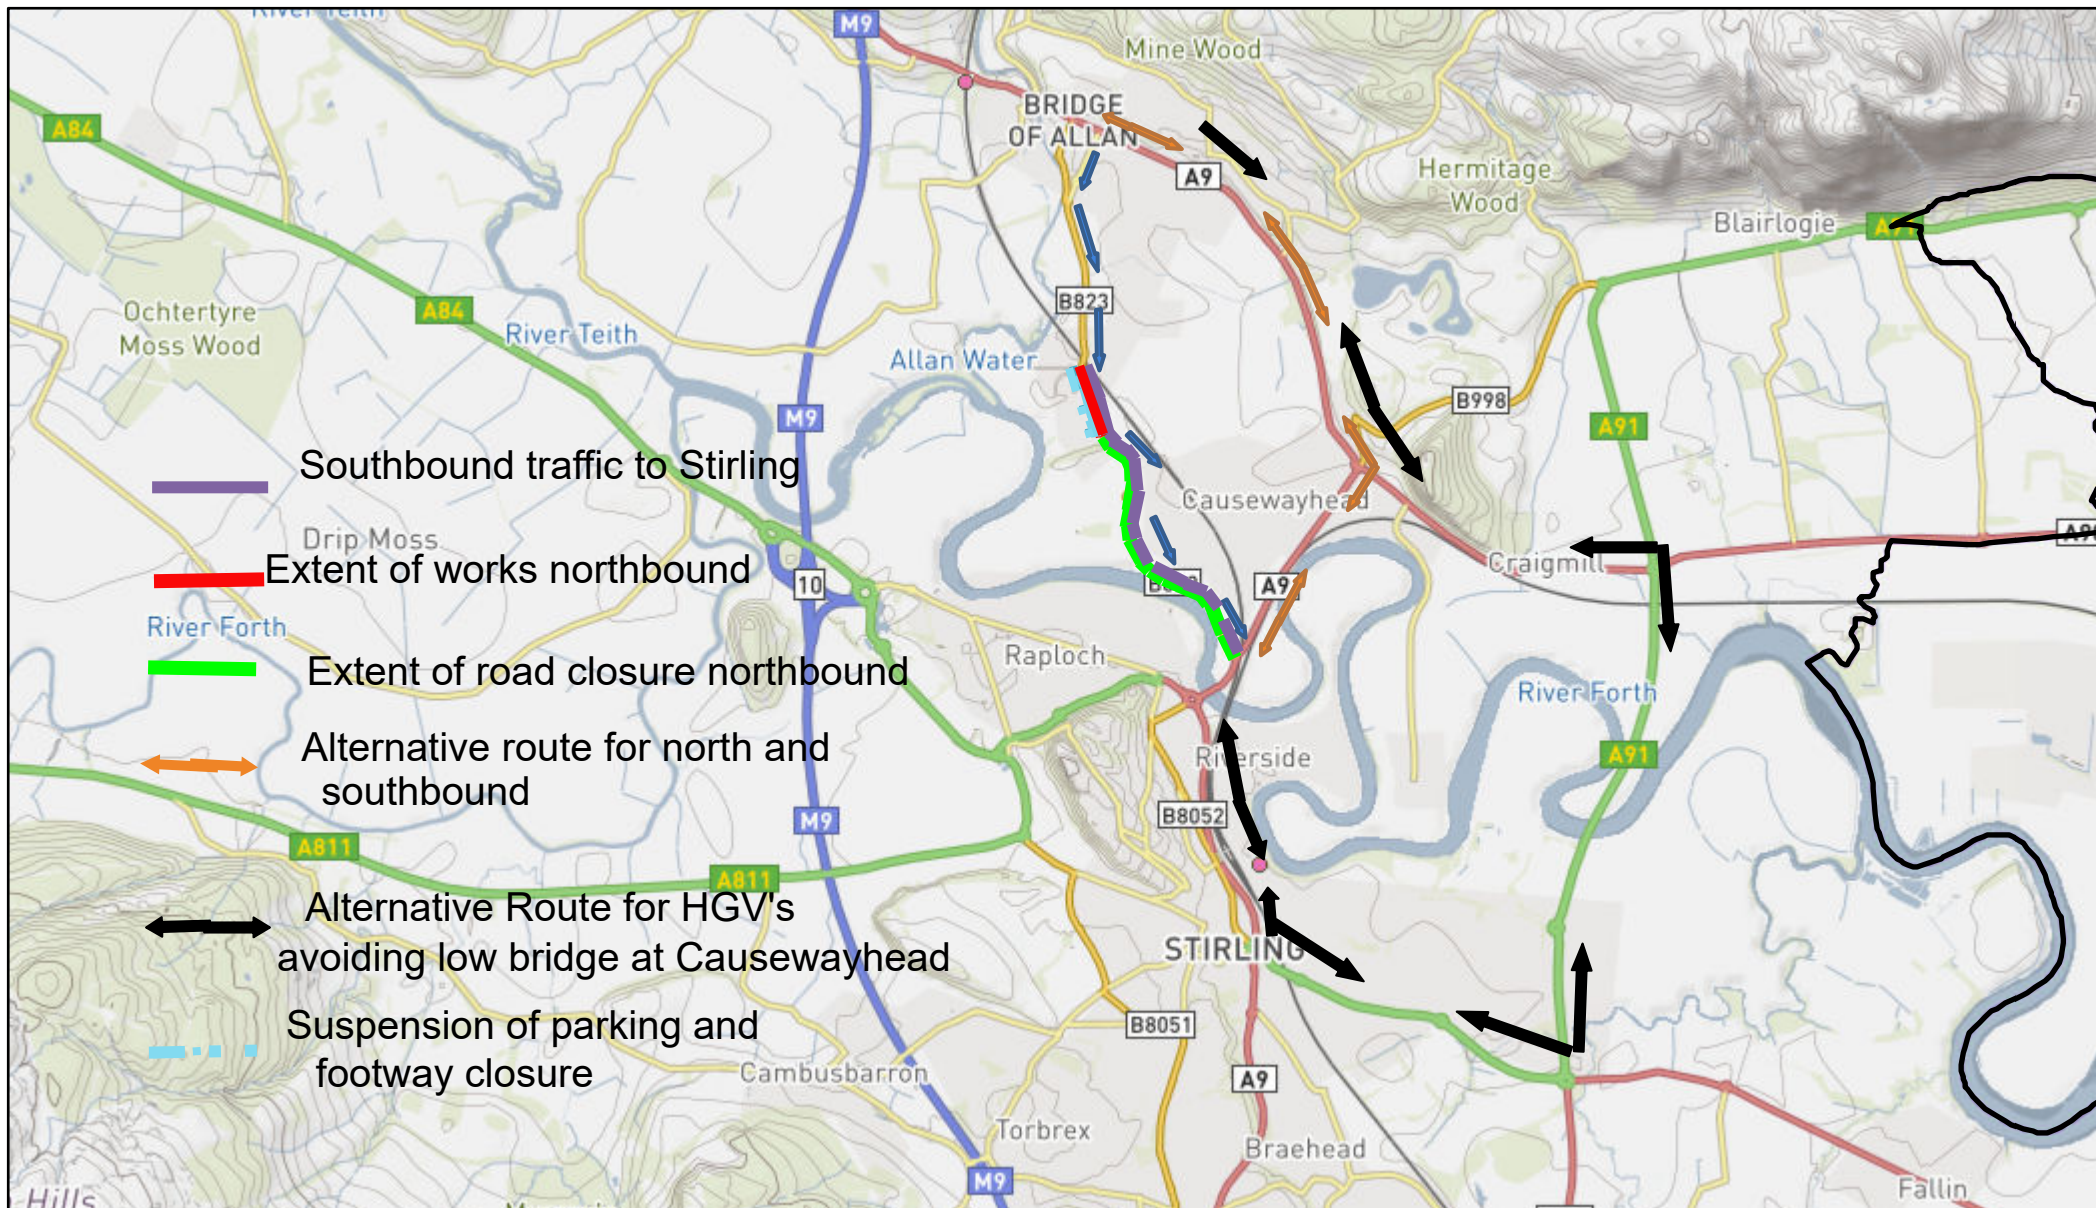 River Teith
M9
Mine Wood
BRIDGE
OF ALLAN
A84
A9
Hermitage
Wood
Blairlogie
A91
B823
A84
Ochtertyre
Moss Wood
River Teith
Allan Water
B998
M9
A91
Southbound traffic to Stirling
Causewayhead
Drip Moss
Extent of works northbound
10
Craigmill
A9
River Forth
Raploch
Extent of road closure northbound
River Forth
Alternative route for north and
southbound
Riverside
A91
B8052
M9
A811
A811
Alternative Route for HGV's
avoiding low bridge at Causewayhead
STIRLING
Suspension of parking and
footway closure
B8051
Cambusbarron
A9
Torbrex
Braehead
M9
Fallin
Hills